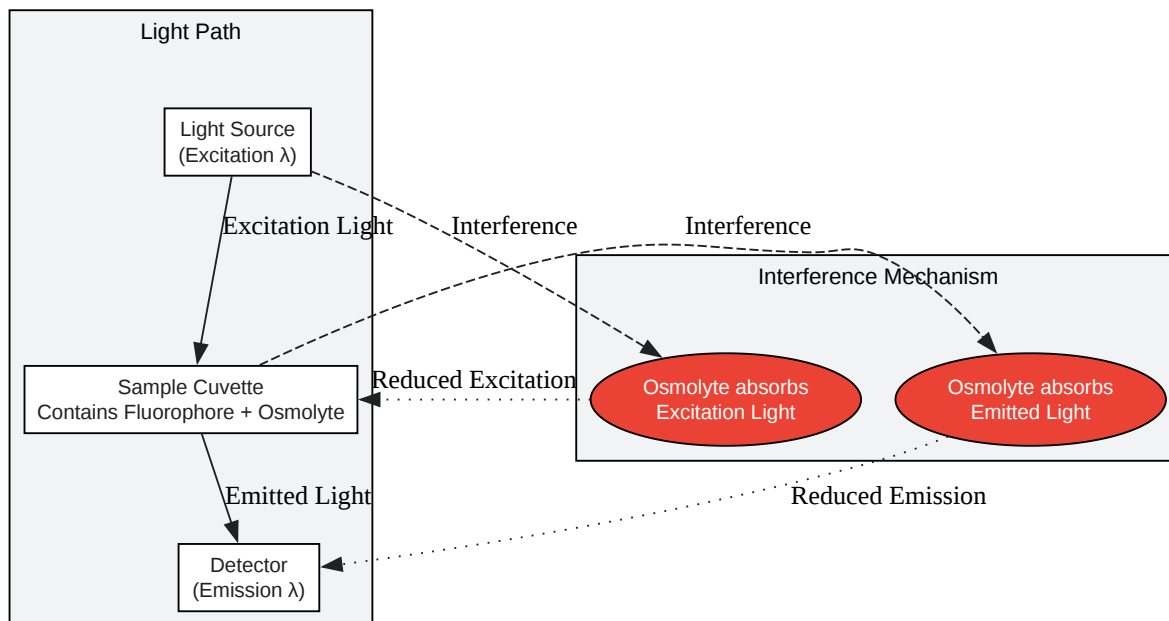 Light Path
Light Source
(Excitation λ)
Excitation Light
Interference
Interference
Interference Mechanism
Sample Cuvette
Contains Fluorophore + Osmolyte
Reduced Excitation
Osmolyte absorbs
Excitation Light
Osmolyte absorbs
Emitted Light
Emitted Light
Reduced Emission
Detector
(Emission λ)